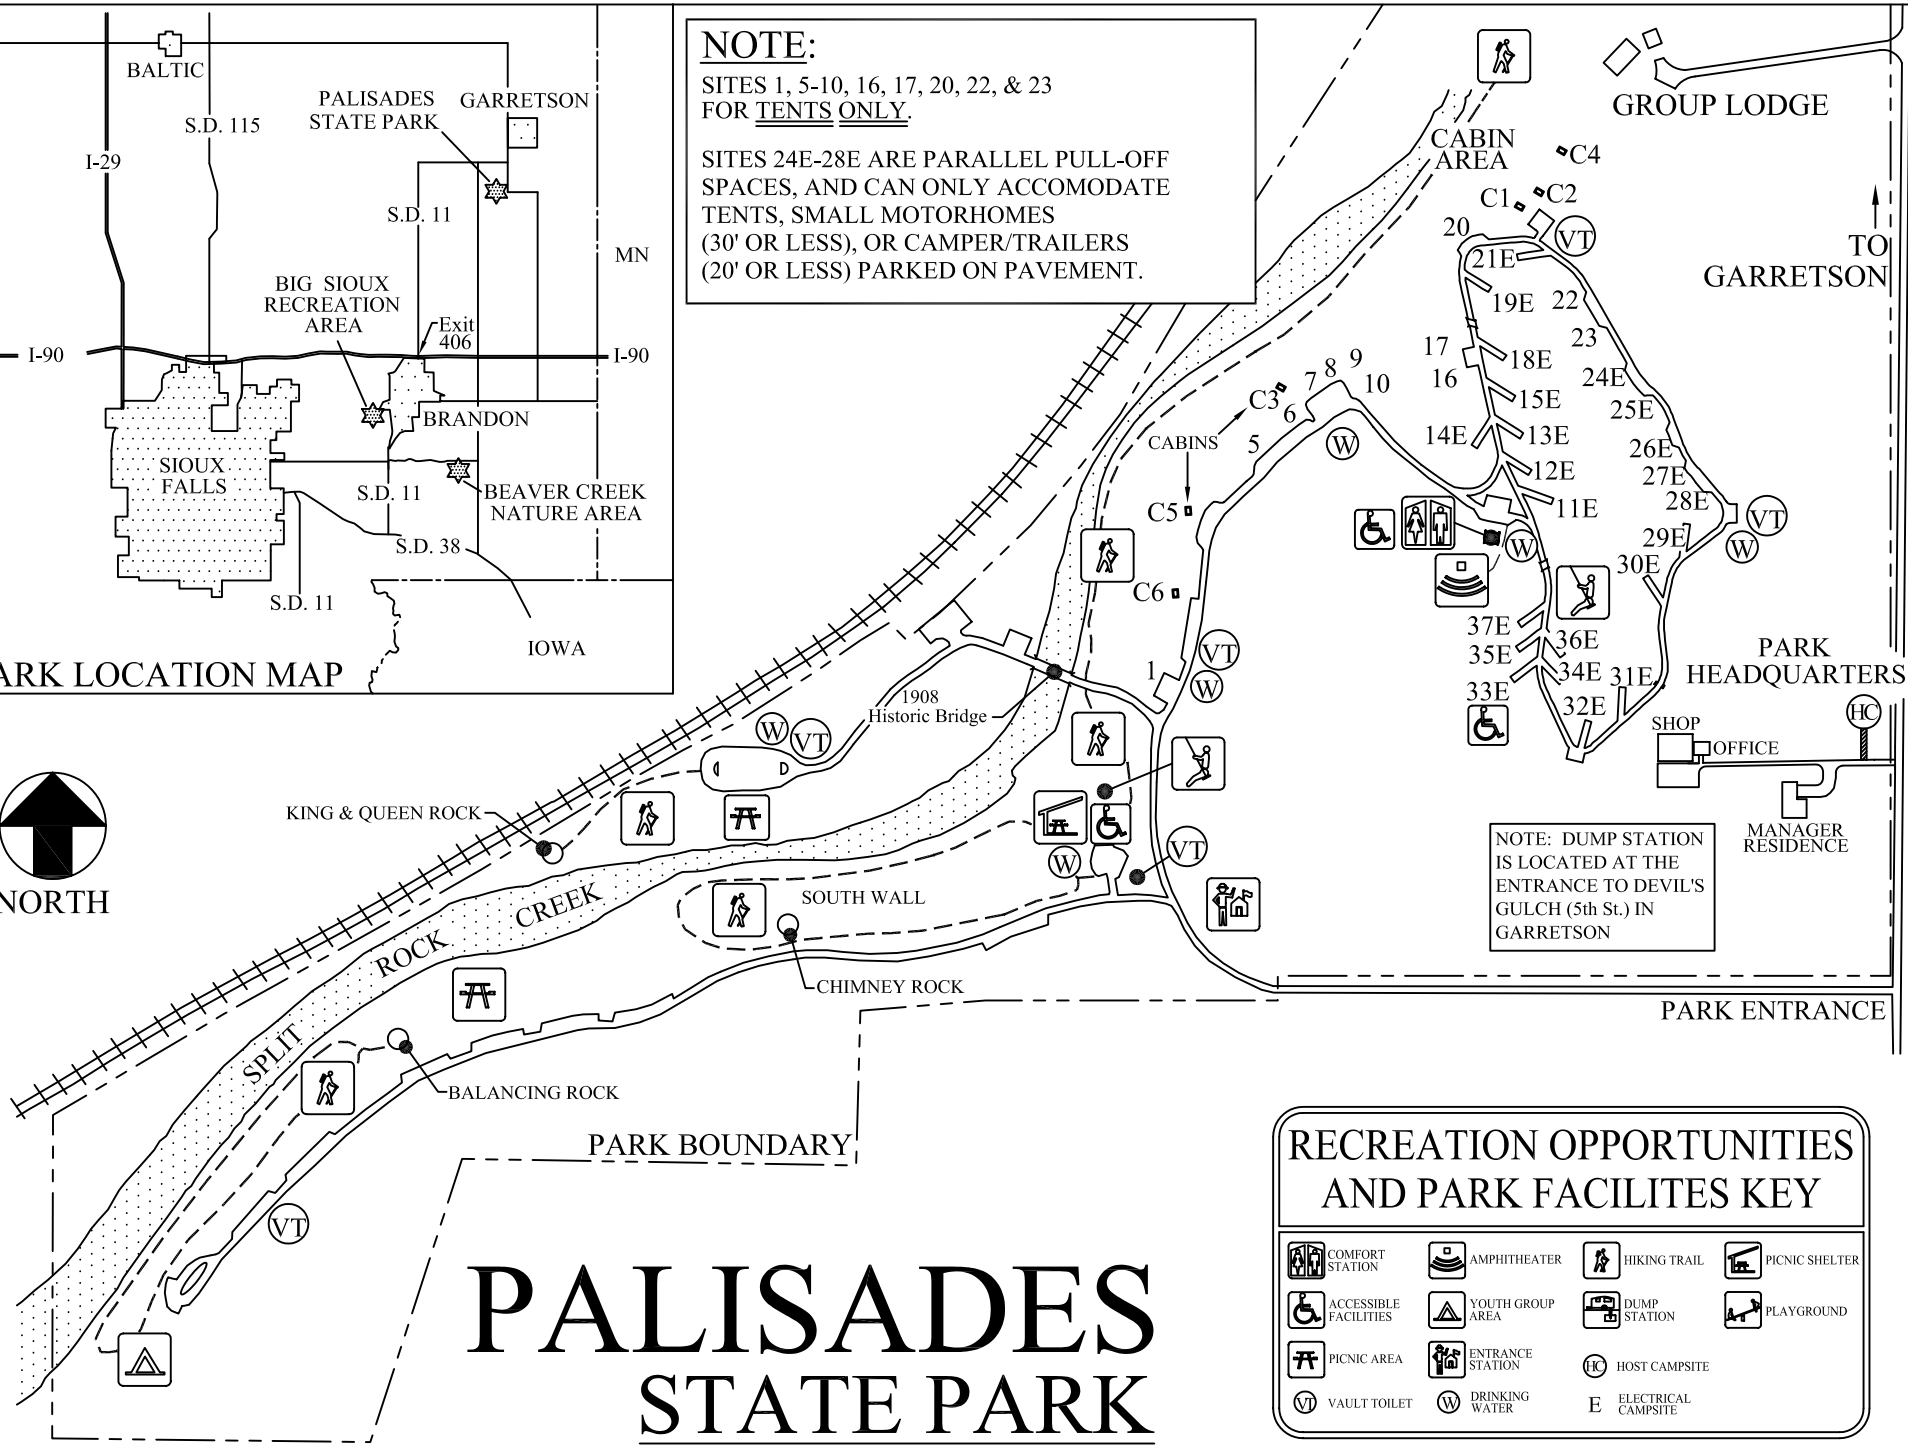 BALTIC
S.D. 115
I-29
PALISADES
STATE PARK
GARRETSON
S.D. 11
MN
BIG SIOUX
RECREATION
AREA
Exit
406
I-90
I-90
BRANDON
SIOUX
FALLS
S.D. 11
BEAVER CREEK
NATURE AREA
S.D. 38
S.D. 11
IOWA
ARK LOCATION MAP
NOTE:
SITES 1, 5-10, 16, 17, 20, 22, & 23
FOR TENTS ONLY.
SITES 24E-28E ARE PARALLEL PULL-OFF
SPACES, AND CAN ONLY ACCOMODATE
TENTS, SMALL MOTORHOMES
(30' OR LESS), OR CAMPER/TRAILERS
(20' OR LESS) PARKED ON PAVEMENT.
GROUP LODGE
CABIN
AREA
C4
C2
C1
VT
20
21E
19E
22
23
TO
GARRETSON
17
16
18E
24E
15E
25E
14E
13E
26E
12E
27E
11E
28E
VT
W
29E
30E
W
9
8
7
10
C3
6
W
5
CABINS
C5
C6
37E
36E
35E
34E
33E
31E
32E
PARK
HEADQUARTERS
HC
SHOP
OFFICE
MANAGER
RESIDENCE
VT
W
1
1908
Historic Bridge
W
VT
KING & QUEEN ROCK
NORTH
W
VT
SOUTH WALL
CHIMNEY ROCK
NOTE: DUMP STATION
IS LOCATED AT THE
ENTRANCE TO DEVIL'S
GULCH (5th St.) IN
GARRETSON
PARK ENTRANCE
SPLIT ROCK CREEK
BALANCING ROCK
PARK BOUNDARY
VT
PALISADES
STATE PARK
RECREATION OPPORTUNITIES
AND PARK FACILITES KEY
COMFORT
STATION
AMPHITHEATER
HIKING TRAIL
PICNIC SHELTER
ACCESSIBLE
FACILITIES
YOUTH GROUP
AREA
DUMP
STATION
PLAYGROUND
PICNIC AREA
ENTRANCE
STATION
HC HOST CAMPSITE
VT VAULT TOILET
W DRINKING
WATER
E ELECTRICAL
CAMPSITE